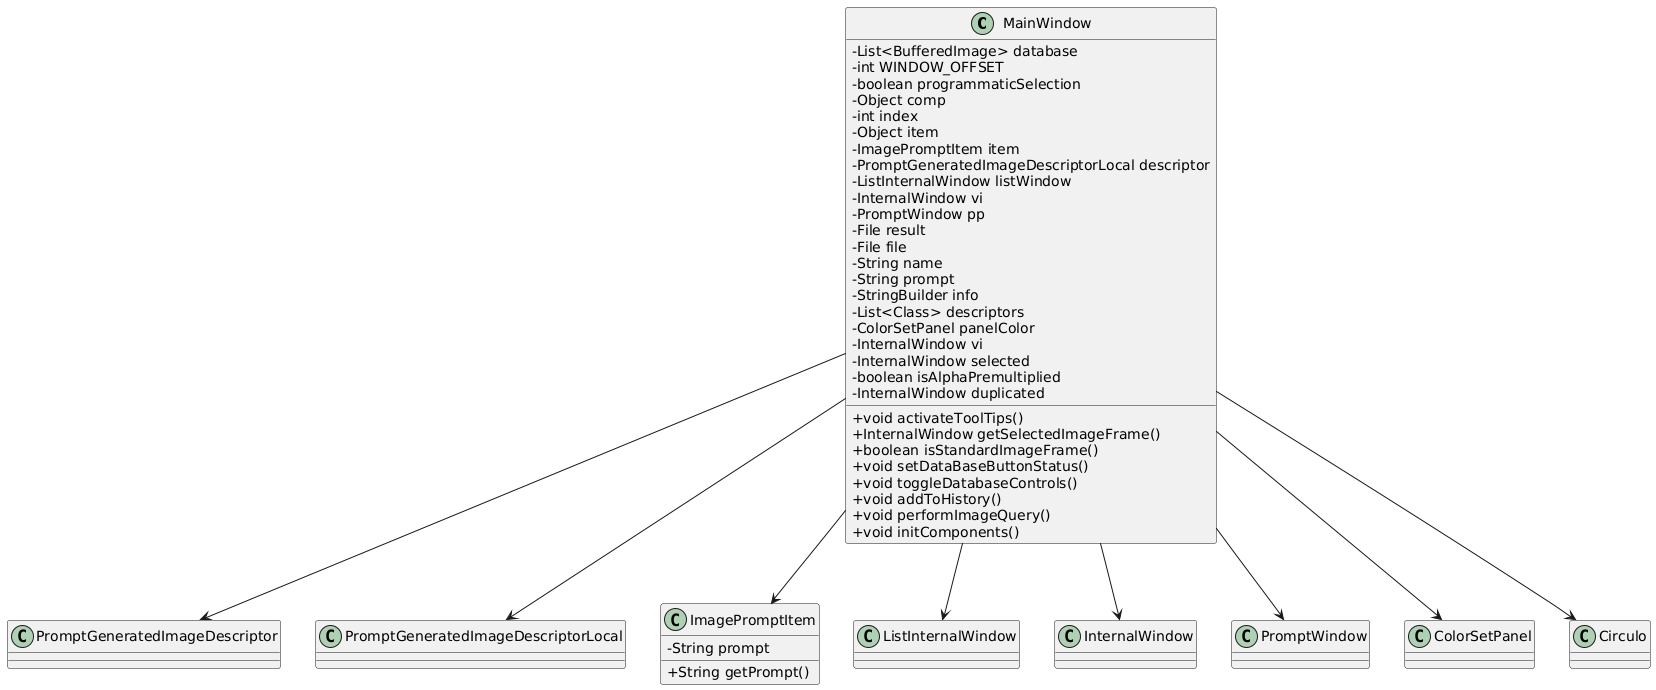 C MainWindow
-List<BufferedImage> database
-int WINDOW_OFFSET
-boolean programmaticSelection
-Object comp
-int index
-Object item
-ImagePromptItem item
-PromptGeneratedImageDescriptorLocal descriptor
-ListInternalWindow listWindow
-InternalWindow vi
-PromptWindow pp
-File result
-File file
-String name
-String prompt
-StringBuilder info
-List<Class> descriptors
-ColorSetPanel panelColor
-InternalWindow vi
-InternalWindow selected
-boolean isAlphaPremultiplied
-InternalWindow duplicated
+void activateToolTips()
+InternalWindow getSelectedImageFrame()
+boolean isStandardImageFrame()
+void setDataBaseButtonStatus()
+void toggleDatabaseControls()
+void addToHistory()
+void performImageQuery()
+void initComponents()
C PromptGeneratedImageDescriptor
C PromptGeneratedImageDescriptorLocal
C ImagePromptItem
-String prompt
+String getPrompt()
C ListInternalWindow
C InternalWindow
C PromptWindow
C ColorSetPanel
C Circulo